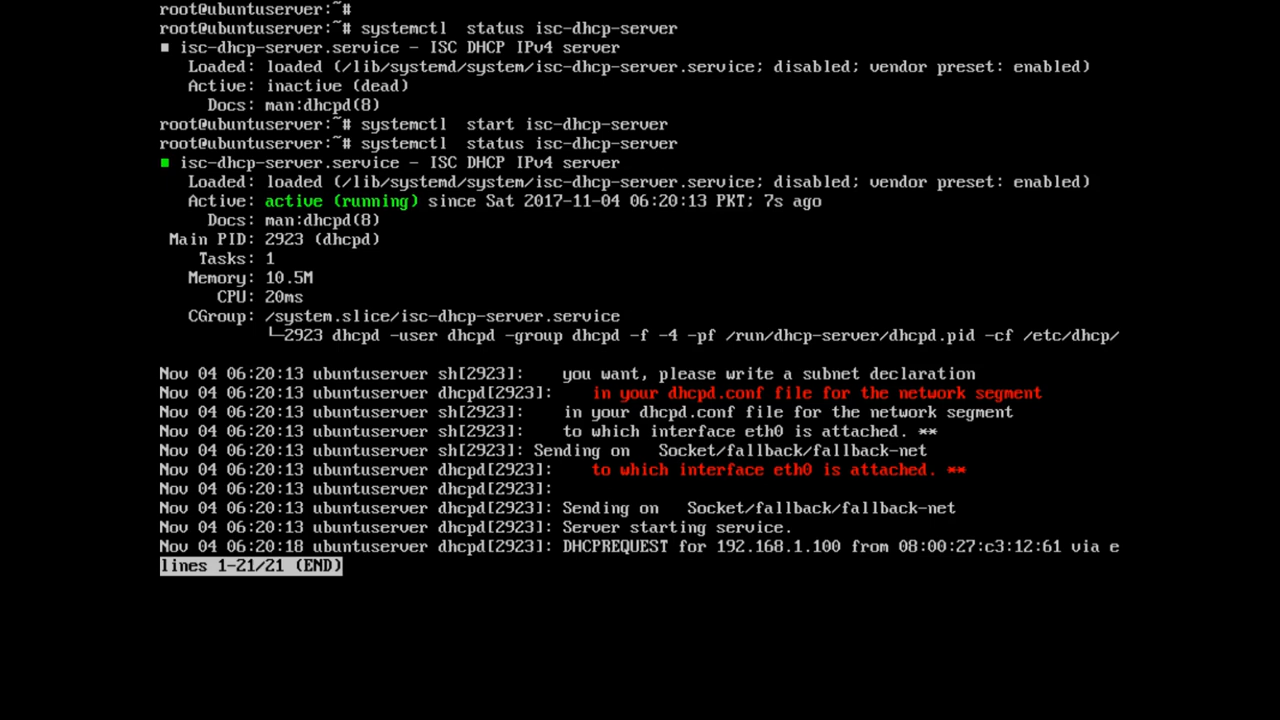 root@ubuntuserver:~#
root@ubuntuserver:~# systemctl  status isc-dhcp-server
■ isc-dhcp-server.service - ISC DHCP IPv4 server
   Loaded: loaded (/lib/systemd/system/isc-dhcp-server.service; disabled; vendor preset: enabled)
   Active: inactive (dead)
     Docs: man:dhcpd(8)
root@ubuntuserver:~# systemctl  start isc-dhcp-server
root@ubuntuserver:~# systemctl  status isc-dhcp-server
■ isc-dhcp-server.service - ISC DHCP IPv4 server
   Loaded: loaded (/lib/systemd/system/isc-dhcp-server.service; disabled; vendor preset: enabled)
   Active: active (running) since Sat 2017-11-04 06:20:13 PKT; 7s ago
     Docs: man:dhcpd(8)
 Main PID: 2923 (dhcpd)
    Tasks: 1
   Memory: 10.5M
      CPU: 20ms
   CGroup: /system.slice/isc-dhcp-server.service
           └─2923 dhcpd -user dhcpd -group dhcpd -f -4 -pf /run/dhcp-server/dhcpd.pid -cf /etc/dhcp/
Nov 04 06:20:13 ubuntuserver sh[2923]:    you want, please write a subnet declaration
Nov 04 06:20:13 ubuntuserver dhcpd[2923]:    in your dhcpd.conf file for the network segment
Nov 04 06:20:13 ubuntuserver sh[2923]:    in your dhcpd.conf file for the network segment
Nov 04 06:20:13 ubuntuserver sh[2923]:    to which interface eth0 is attached. **
Nov 04 06:20:13 ubuntuserver sh[2923]: Sending on   Socket/fallback/fallback-net
Nov 04 06:20:13 ubuntuserver dhcpd[2923]:    to which interface eth0 is attached. **
Nov 04 06:20:13 ubuntuserver dhcpd[2923]:
Nov 04 06:20:13 ubuntuserver dhcpd[2923]: Sending on   Socket/fallback/fallback-net
Nov 04 06:20:13 ubuntuserver dhcpd[2923]: Server starting service.
Nov 04 06:20:18 ubuntuserver dhcpd[2923]: DHCPREQUEST for 192.168.1.100 from 08:00:27:c3:12:61 via e
lines 1-21/21 (END)